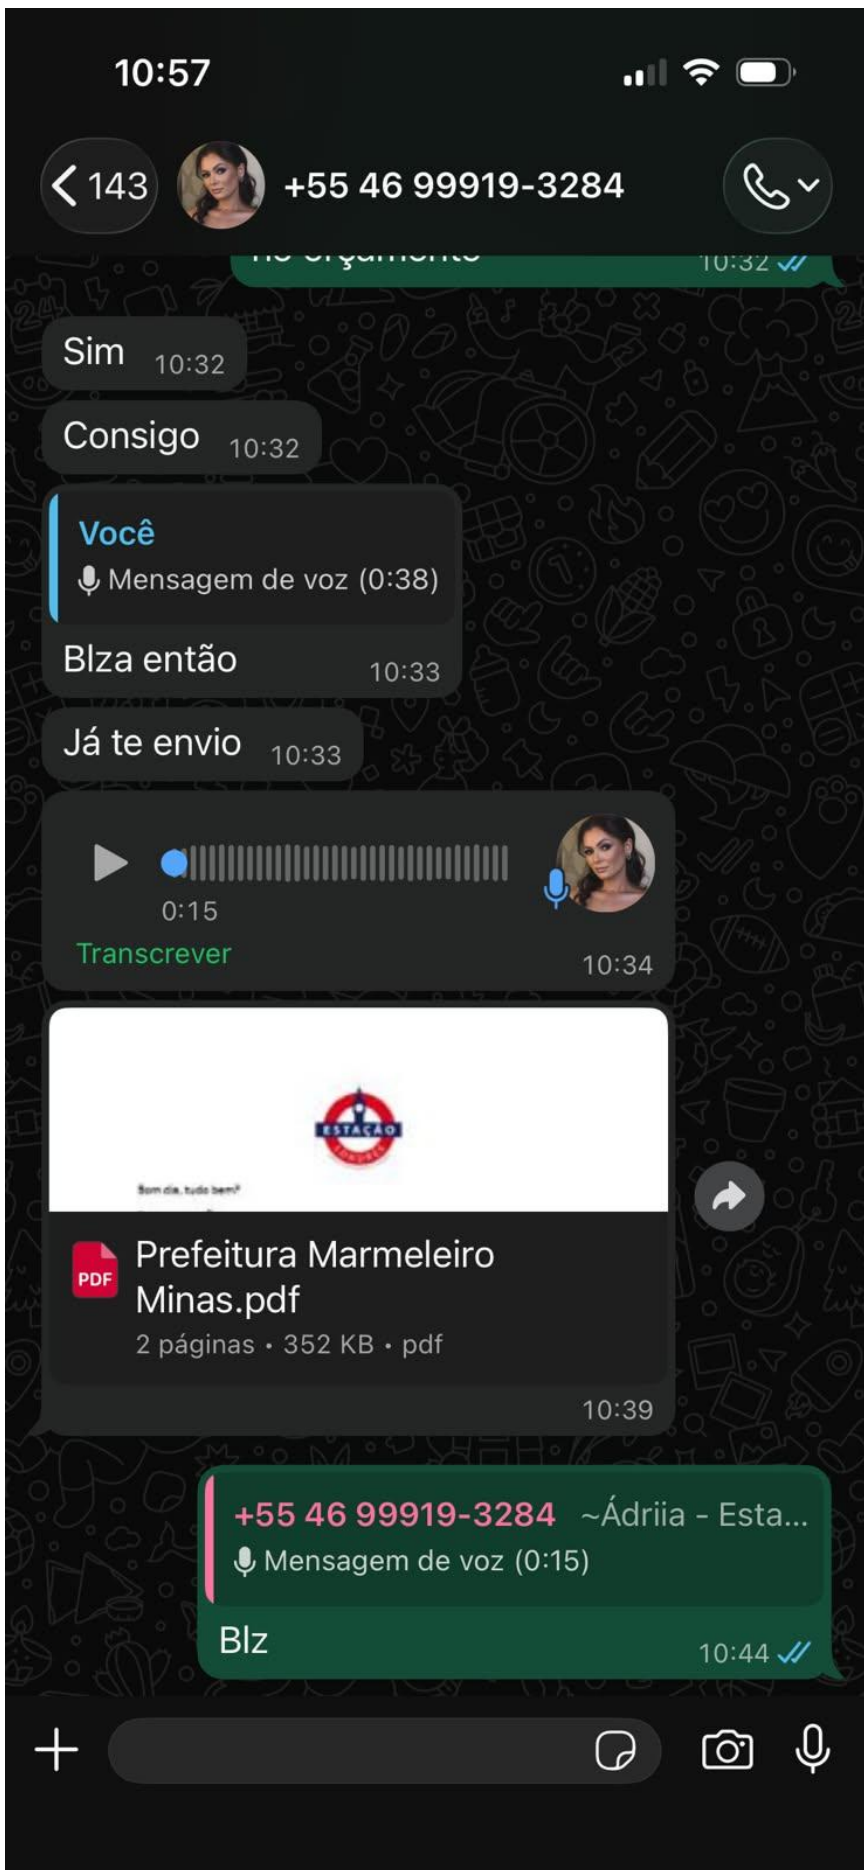 10:57
143
+55 46 99919-3284
no orçamento
10:32
Sim 10:32
Consigo 10:32
Você
Mensagem de voz (0:38)
Blza então 10:33
Já te envio 10:33
0:15
Transcrever
10:34
ESTAÇÃO
LONDRES
Bom dia, tudo bem?
PDF
Prefeitura Marmeleiro
Minas.pdf
2 páginas • 352 KB • pdf
10:39
+55 46 99919-3284 ~Ádriia - Esta...
Mensagem de voz (0:15)
Blz 10:44